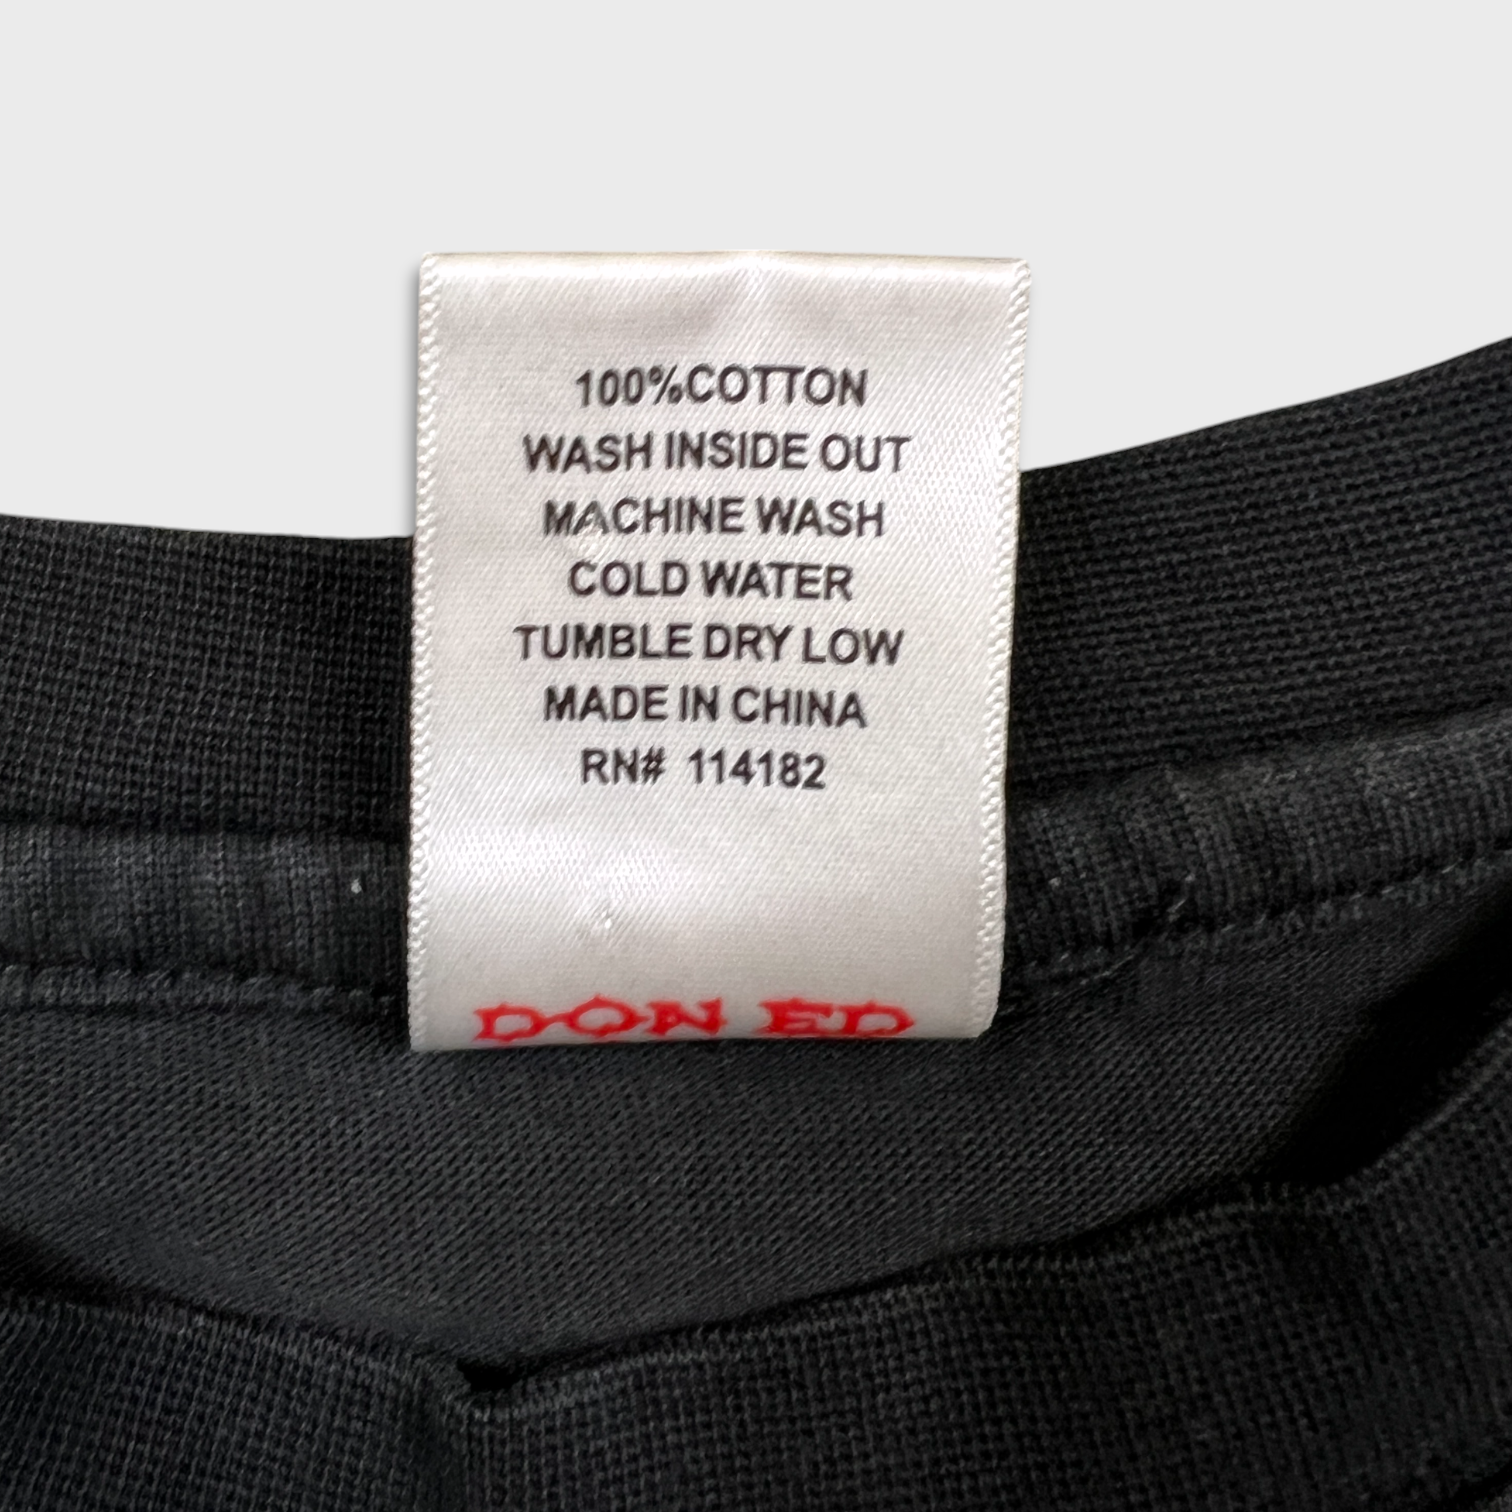 100%COTTON
WASH INSIDE OUT
MACHINE WASH
COLD WATER
TUMBLE DRY LOW
MADE IN CHINA
RN# 114182
DON ED